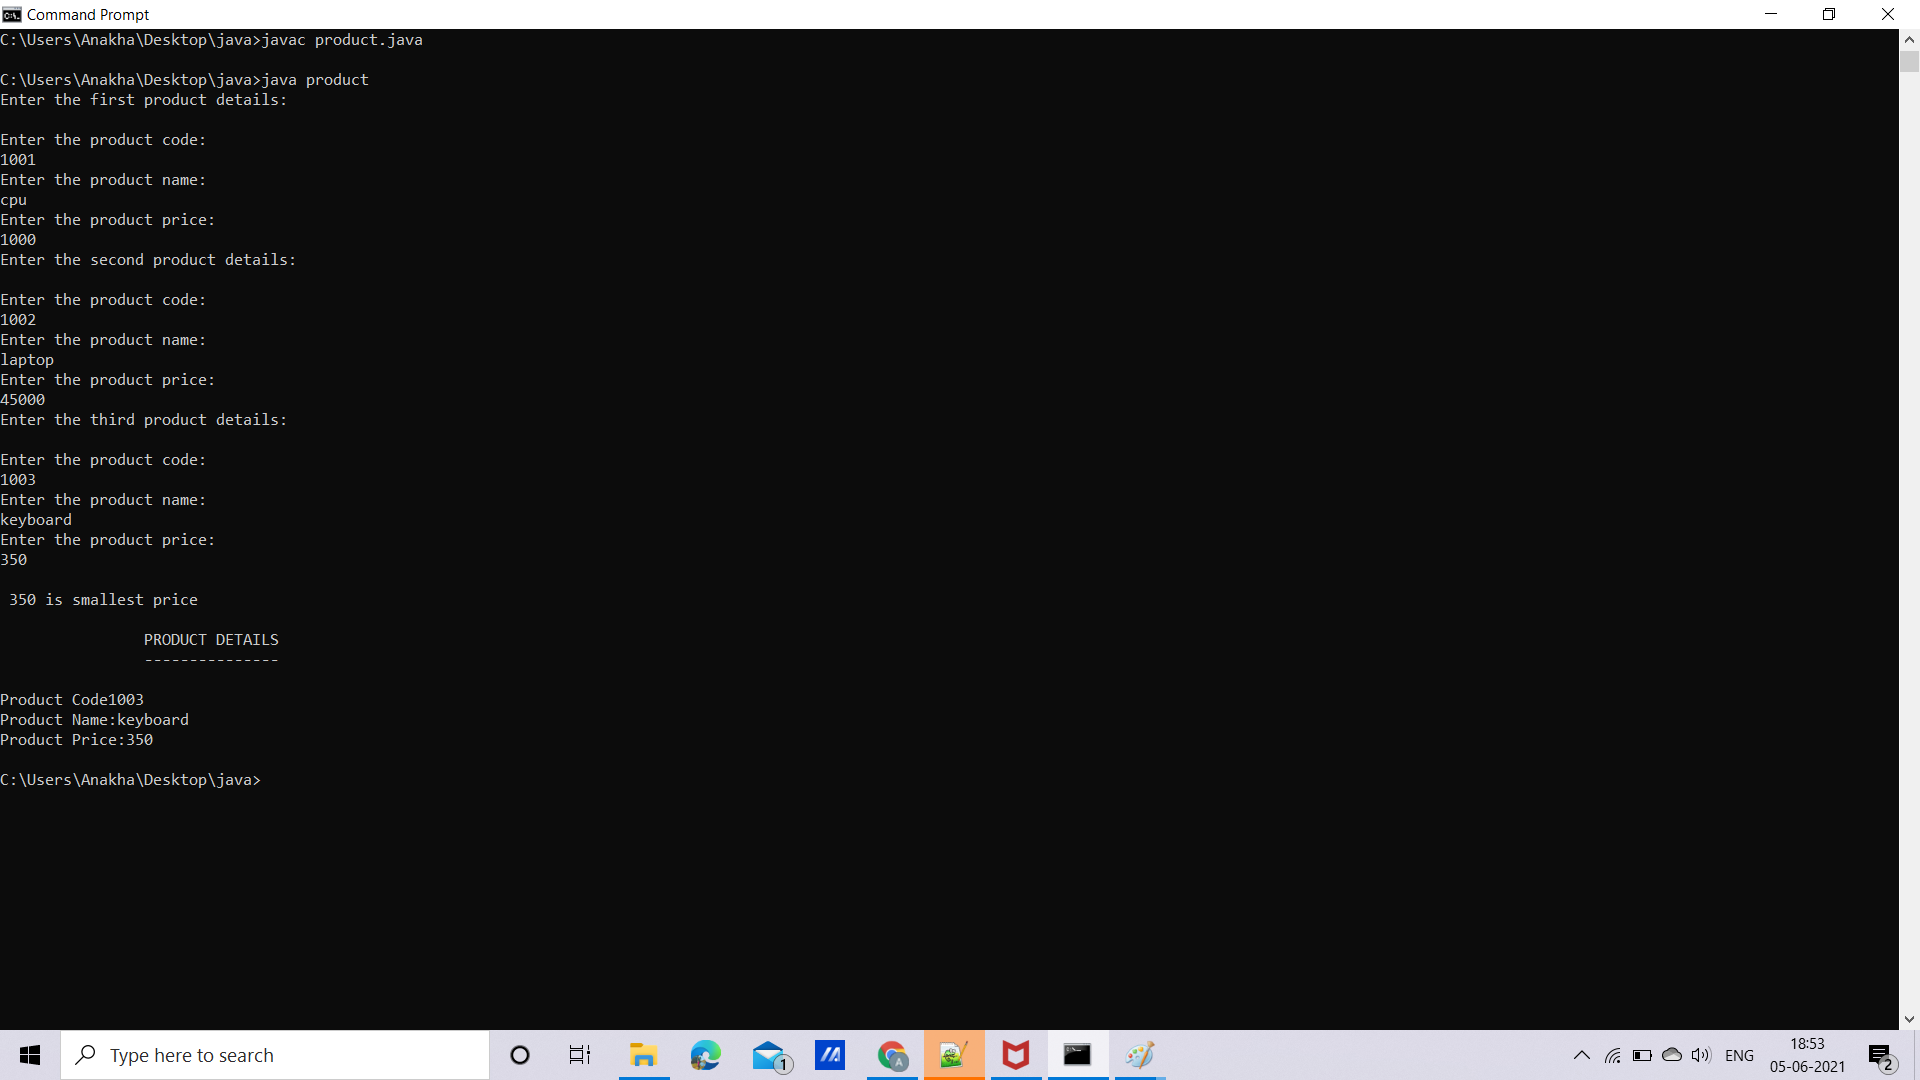 Command Prompt
C:\Users\Anakha\Desktop\java>javac product.java
C:\Users\Anakha\Desktop\java>java product
Enter the first product details:
Enter the product code:
1001
Enter the product name:
cpu
Enter the product price:
1000
Enter the second product details:
Enter the product code:
1002
Enter the product name:
laptop
Enter the product price:
45000
Enter the third product details:
Enter the product code:
1003
Enter the product name:
keyboard
Enter the product price:
350
350 is smallest price
PRODUCT DETAILS
---------------
Product Code1003
Product Name:keyboard
Product Price:350
C:\Users\Anakha\Desktop\java>
Type here to search
1
A
ENG
18:53
05-06-2021
2